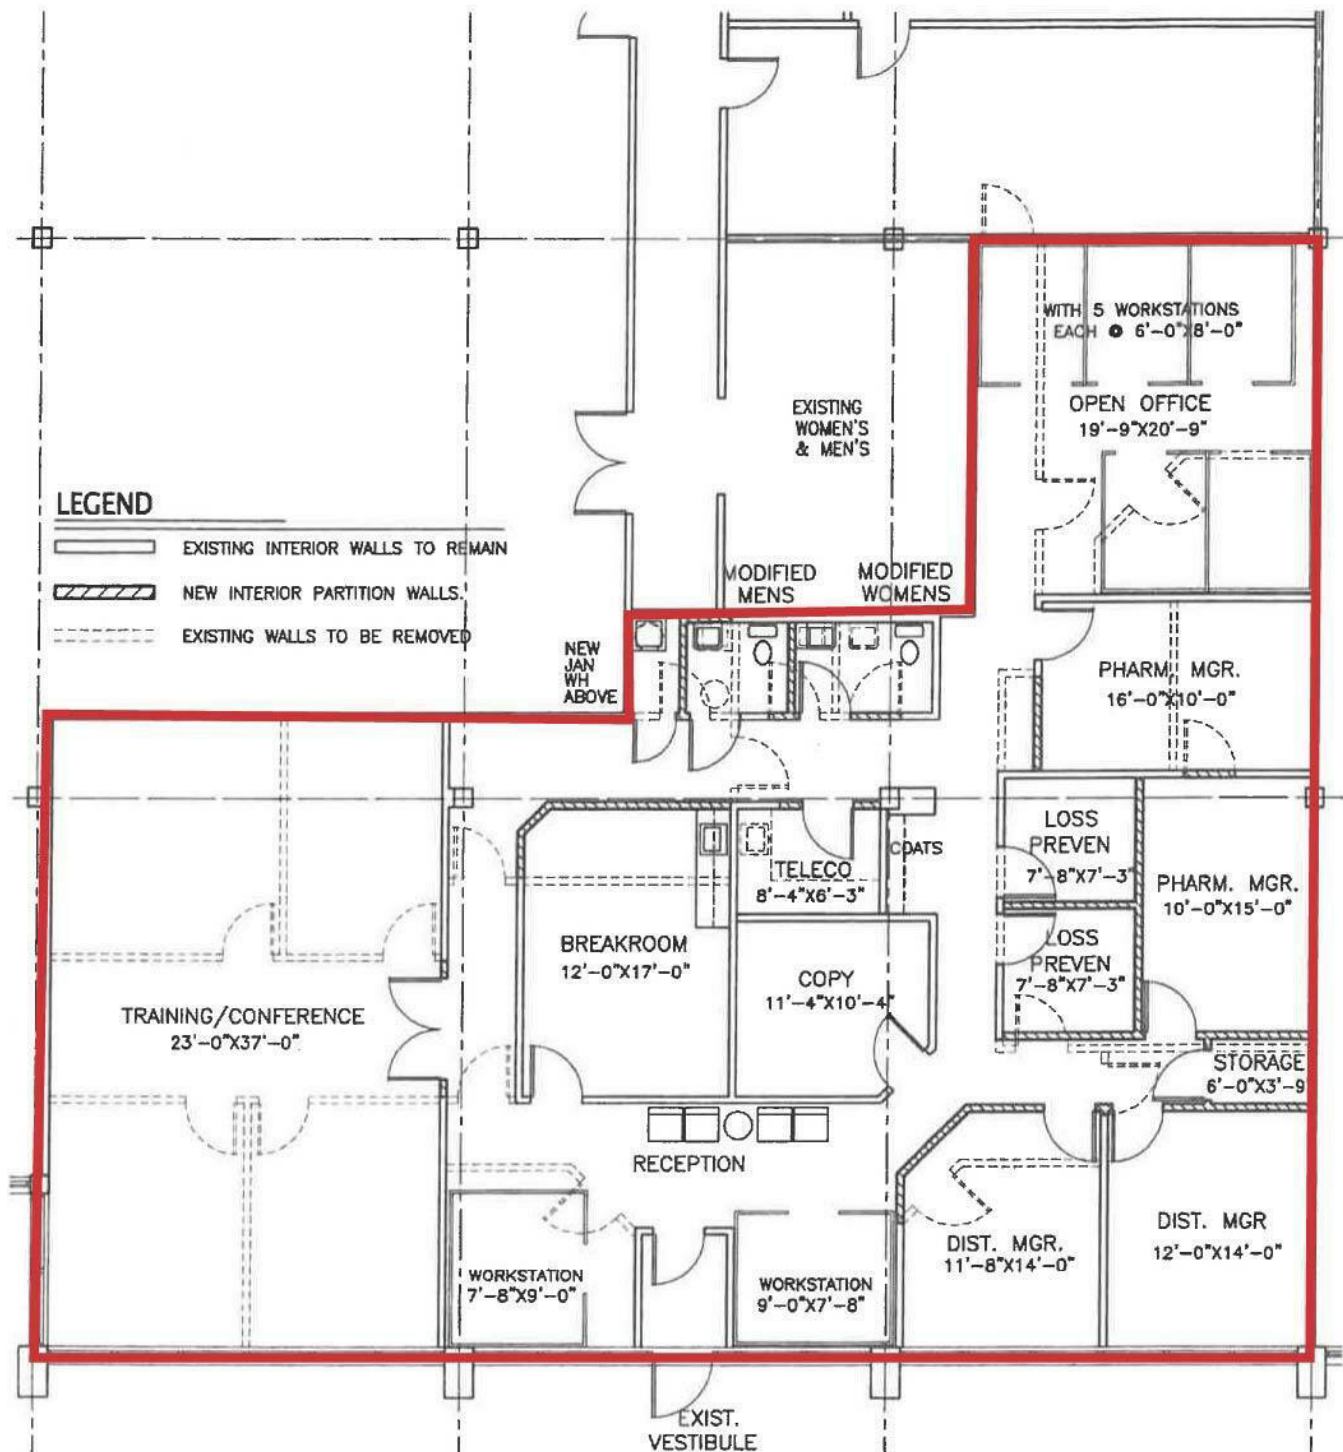 WITH 5 WORKSTATIONS
EACH @ 6'-0"X8'-0"
OPEN OFFICE
19'-9"X20'-9"
EXISTING
WOMEN'S
& MEN'S
LEGEND
EXISTING INTERIOR WALLS TO REMAIN
NEW INTERIOR PARTITION WALLS.
EXISTING WALLS TO BE REMOVED
MODIFIED
MENS
MODIFIED
WOMENS
NEW
JAN
WH
ABOVE
PHARM. MGR.
16'-0"X10'-0"
LOSS
PREVEN
7'-8"X7'-3"
COATS
TELECO
8'-4"X6'-3"
PHARM. MGR.
10'-0"X15'-0"
BREAKROOM
12'-0"X17'-0"
LOSS
PREVEN
7'-8"X7'-3"
COPY
11'-4"X10'-4"
TRAINING/CONFERENCE
23'-0"X37'-0"
STORAGE
6'-0"X3'-9
RECEPTION
DIST. MGR
12'-0"X14'-0"
DIST. MGR.
11'-8"X14'-0"
WORKSTATION
7'-8"X9'-0"
WORKSTATION
9'-0"X7'-8"
EXIST.
VESTIBULE